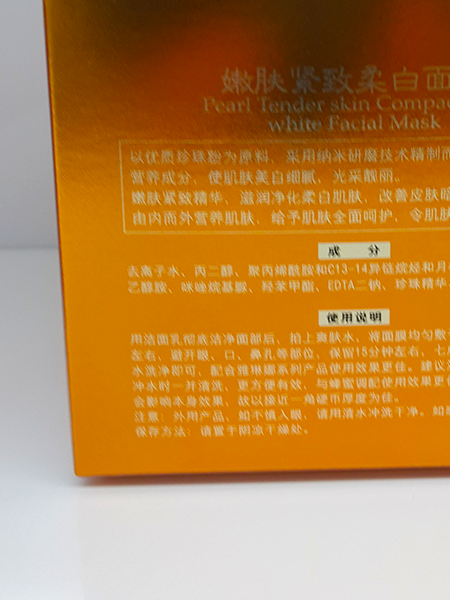 嫩肤紧致柔白面
Pearl Tender skin Compac
white Facial Mask
以优质珍珠粉为原料，采用纳米研磨技术精制而
营养成分，使肌肤美白细腻，光采靓丽。
嫩肤紧致精华，滋润净化柔白肌肤，改善皮肤暗
由内而外营养肌肤，给予肌肤全面呵护，令肌肤
成 分
去离子水、丙二醇、聚丙烯酰胺和C13-14异链烷烃和月
乙醇胺、咪唑烷基脲、羟苯甲酯、EDTA二钠、珍珠精华
使用说明
用洁面乳彻底洁净面部后，拍上爽肤水，将面膜均匀敷于
左右，避开眼、口、鼻孔等部位，保留15分钟左右，七成
水洗净即可，配合雅琳娜系列产品使用效果更佳。建议
冲水时一并清洗，更方便有效，与蜂蜜调配使用效果更佳
会影响本身效果，故以接近一角硬币厚度为佳。
注意：外用产品，如不慎入眼，请用清水冲洗干净。如
保存方法：请置于阴凉干燥处。